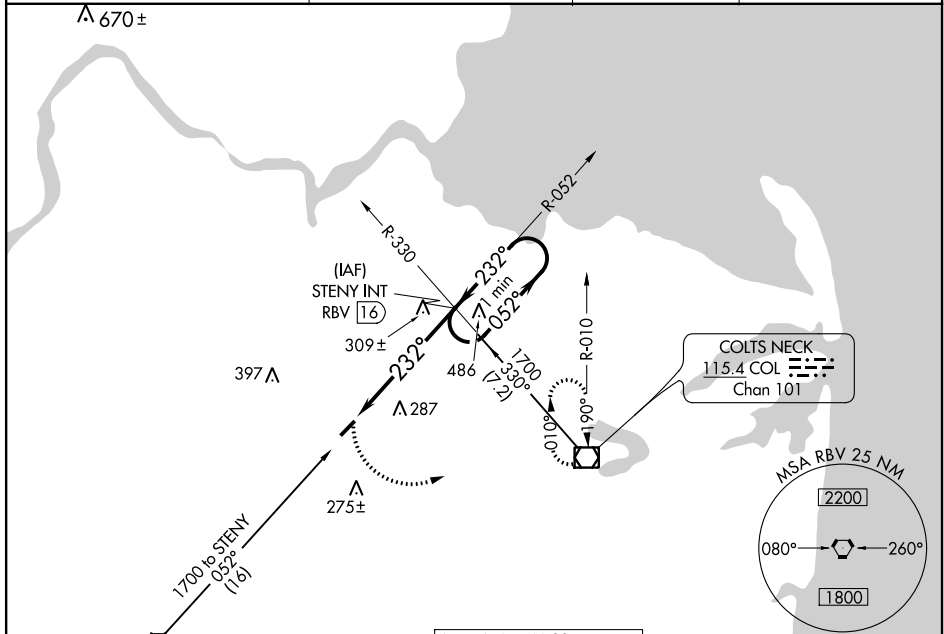 670±
R-052
R-330
(IAF)
STENY INT
RBV 16
309±
232°
1 min
052°
486
232°
397
287
1700
330°
(7.2)
R-010
010°
190°
COLTS NECK
115.4 COL
Chan 101
275±
1700 to STENY
052°
(16)
MSA RBV 25 NM
2200
080°
260°
1800